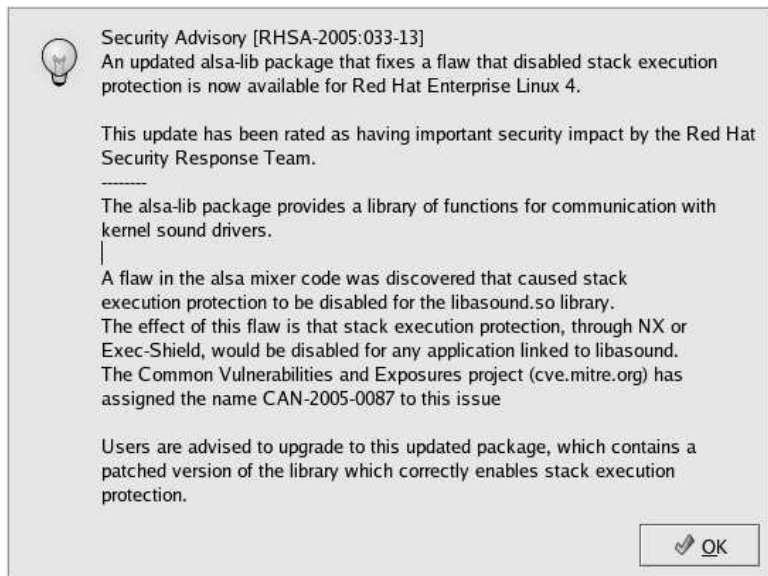 Security Advisory [RHSA-2005:033-13]
An updated alsa-lib package that fixes a flaw that disabled stack execution
protection is now available for Red Hat Enterprise Linux 4.
This update has been rated as having important security impact by the Red Hat
Security Response Team.
--------
The alsa-lib package provides a library of functions for communication with
kernel sound drivers.
A flaw in the alsa mixer code was discovered that caused stack
execution protection to be disabled for the libasound.so library.
The effect of this flaw is that stack execution protection, through NX or
Exec-Shield, would be disabled for any application linked to libasound.
The Common Vulnerabilities and Exposures project (cve.mitre.org) has
assigned the name CAN-2005-0087 to this issue
Users are advised to upgrade to this updated package, which contains a
patched version of the library which correctly enables stack execution
protection.
OK